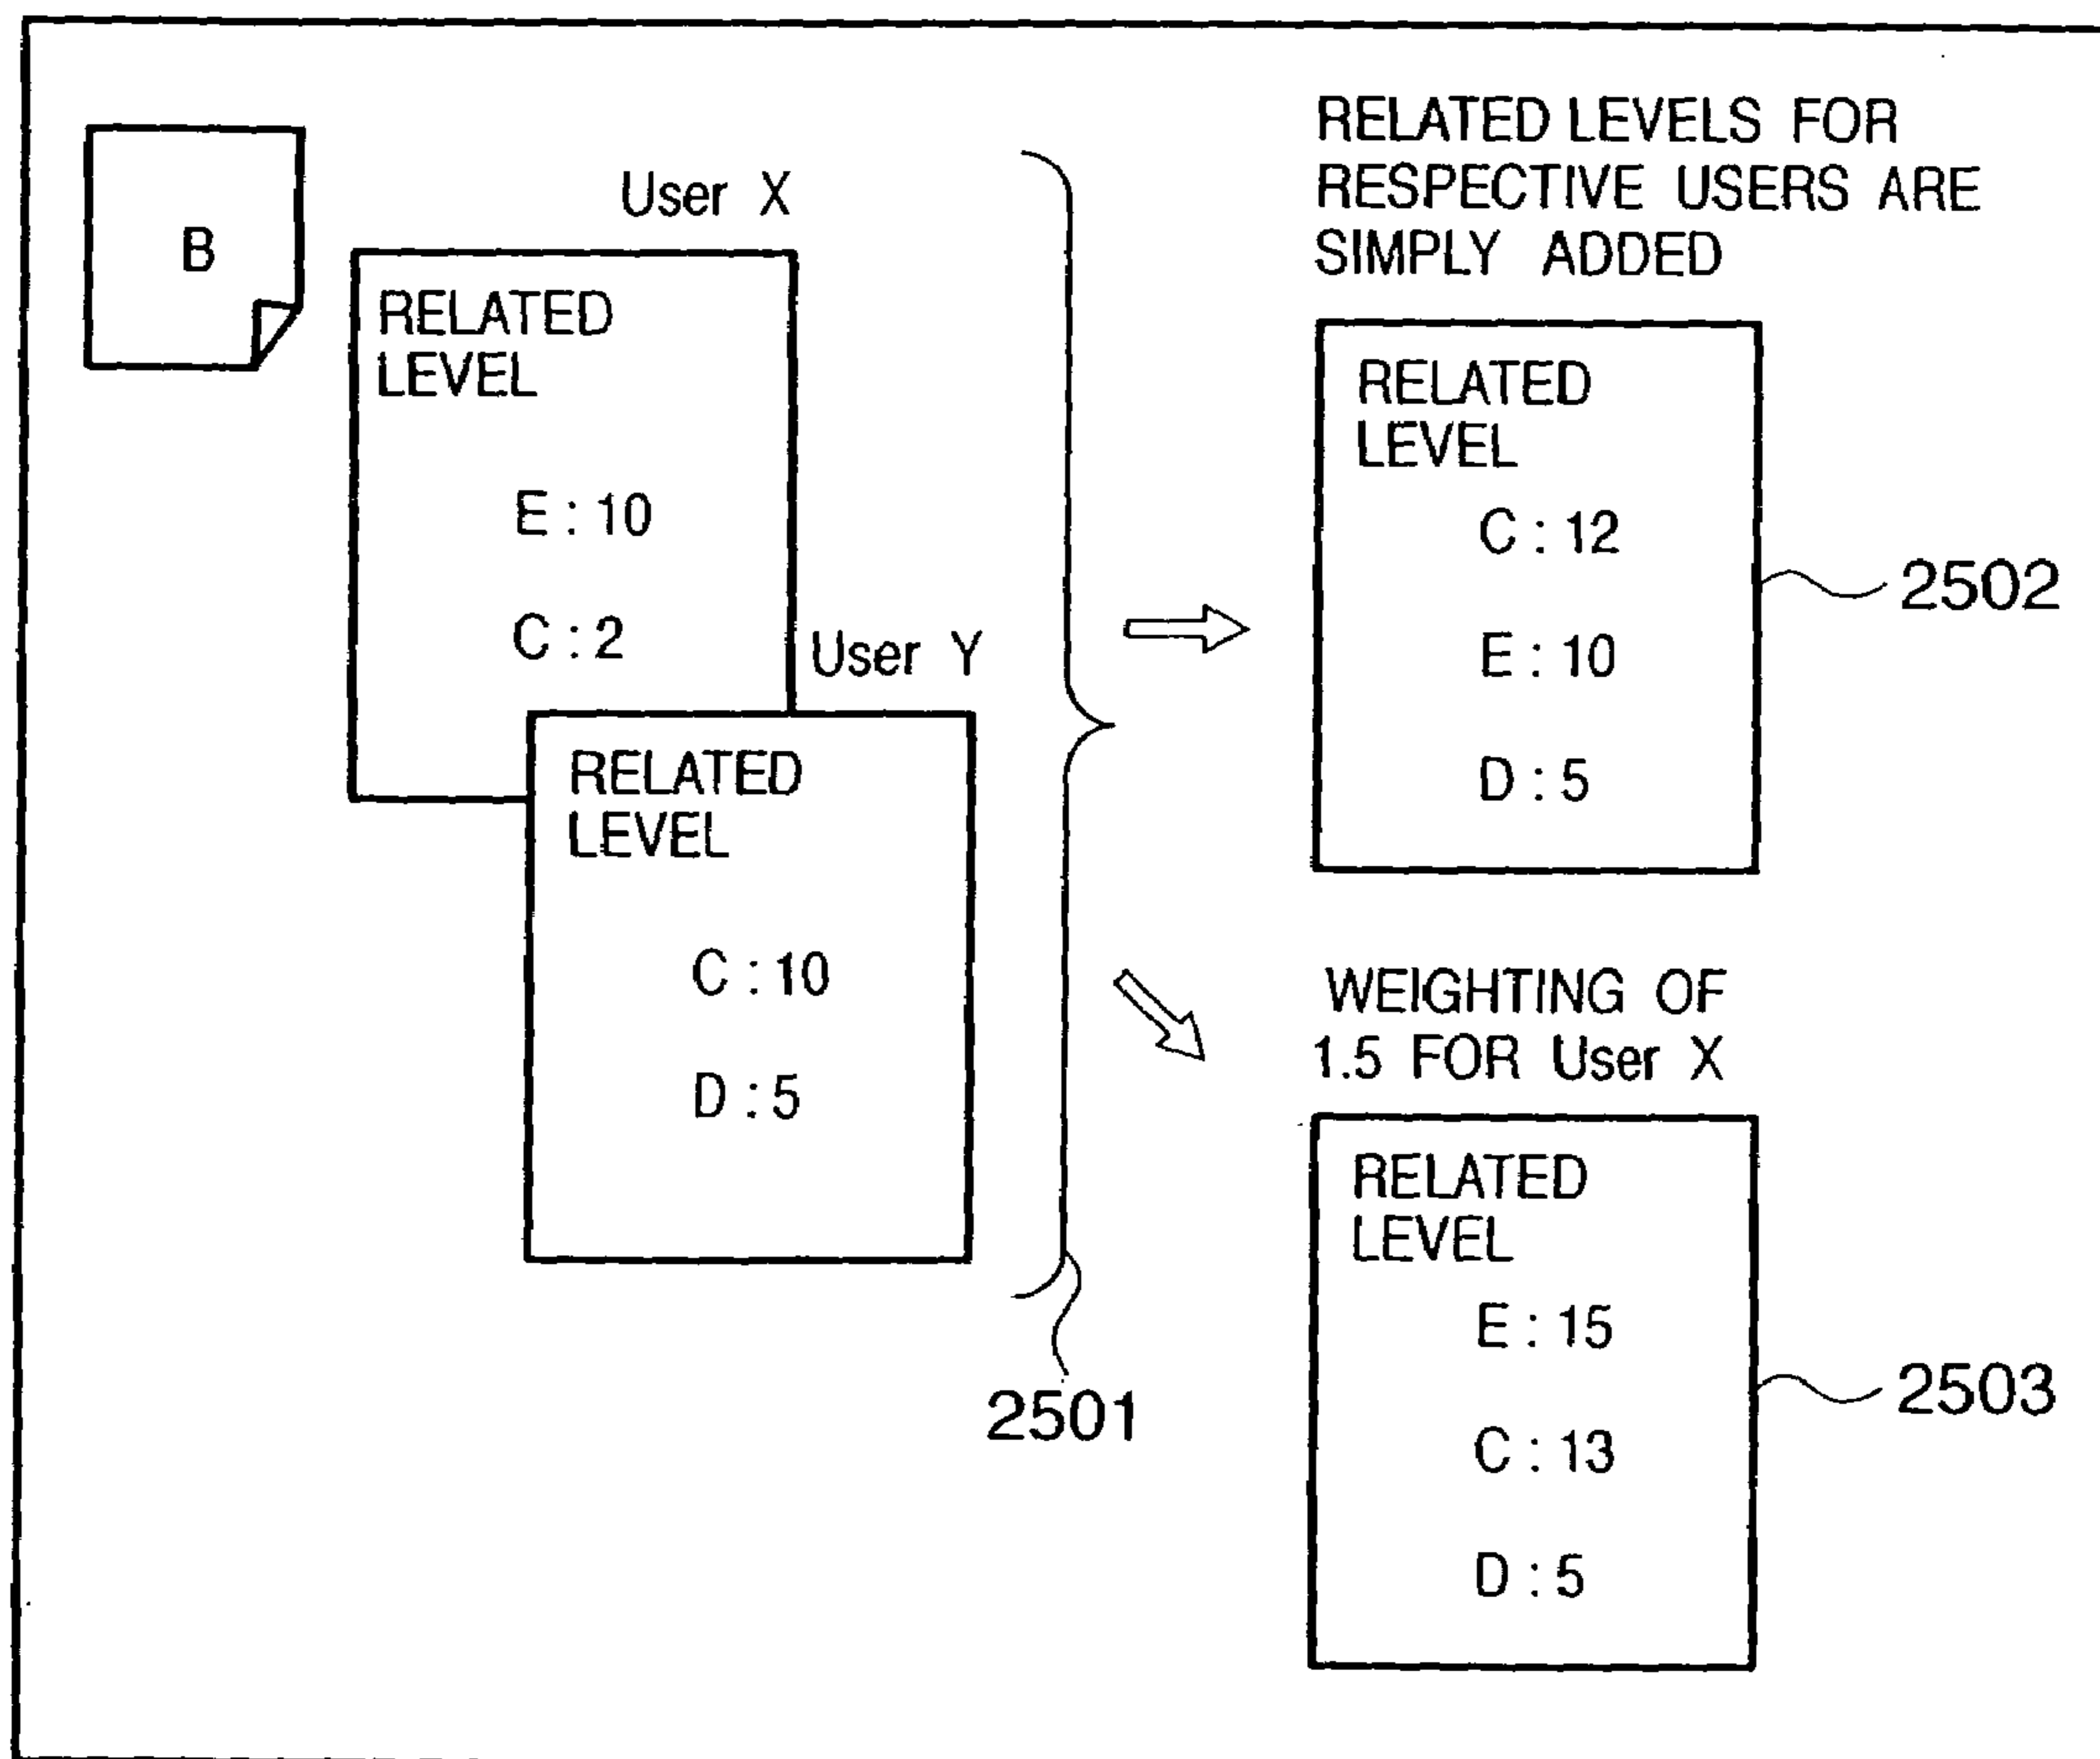 B
User X
RELATED
LEVEL
E : 10
C : 2
User Y
RELATED
LEVEL
C : 10
D : 5
2501
RELATED LEVELS FOR
RESPECTIVE USERS ARE
SIMPLY ADDED
RELATED
LEVEL
C : 12
E : 10
D : 5
2502
WEIGHTING OF
1.5 FOR User X
RELATED
LEVEL
E : 15
C : 13
D : 5
2503